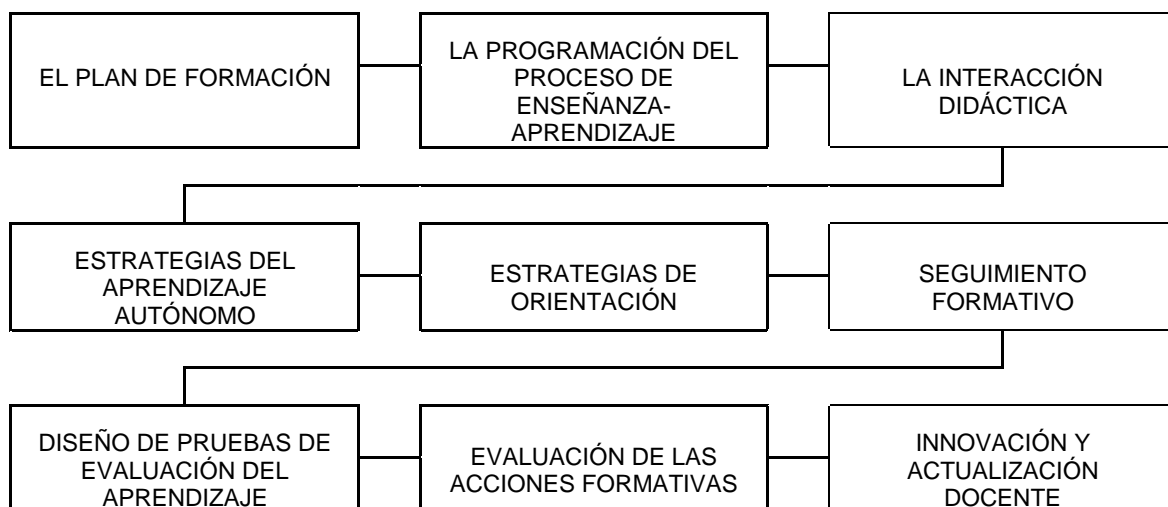 EL PLAN DE FORMACIÓN
LA PROGRAMACIÓN DEL
PROCESO DE
ENSEÑANZA-
APRENDIZAJE
LA INTERACCIÓN
DIDÁCTICA
ESTRATEGIAS DEL
APRENDIZAJE
AUTÓNOMO
ESTRATEGIAS DE
ORIENTACIÓN
SEGUIMIENTO
FORMATIVO
DISEÑO DE PRUEBAS DE
EVALUACIÓN DEL
APRENDIZAJE
EVALUACIÓN DE LAS
ACCIONES FORMATIVAS
INNOVACIÓN Y
ACTUALIZACIÓN
DOCENTE